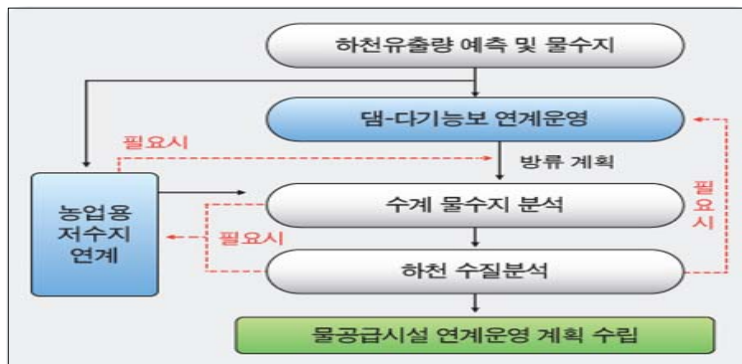 하천유출량 예측 및 물수지
댐-다기능보 연계운영
필요시
방류 계획
농업용
저수지
연계
수계 물수지 분석
필요시
필
요
시
하천 수질분석
물공급시설 연계운영 계획 수립